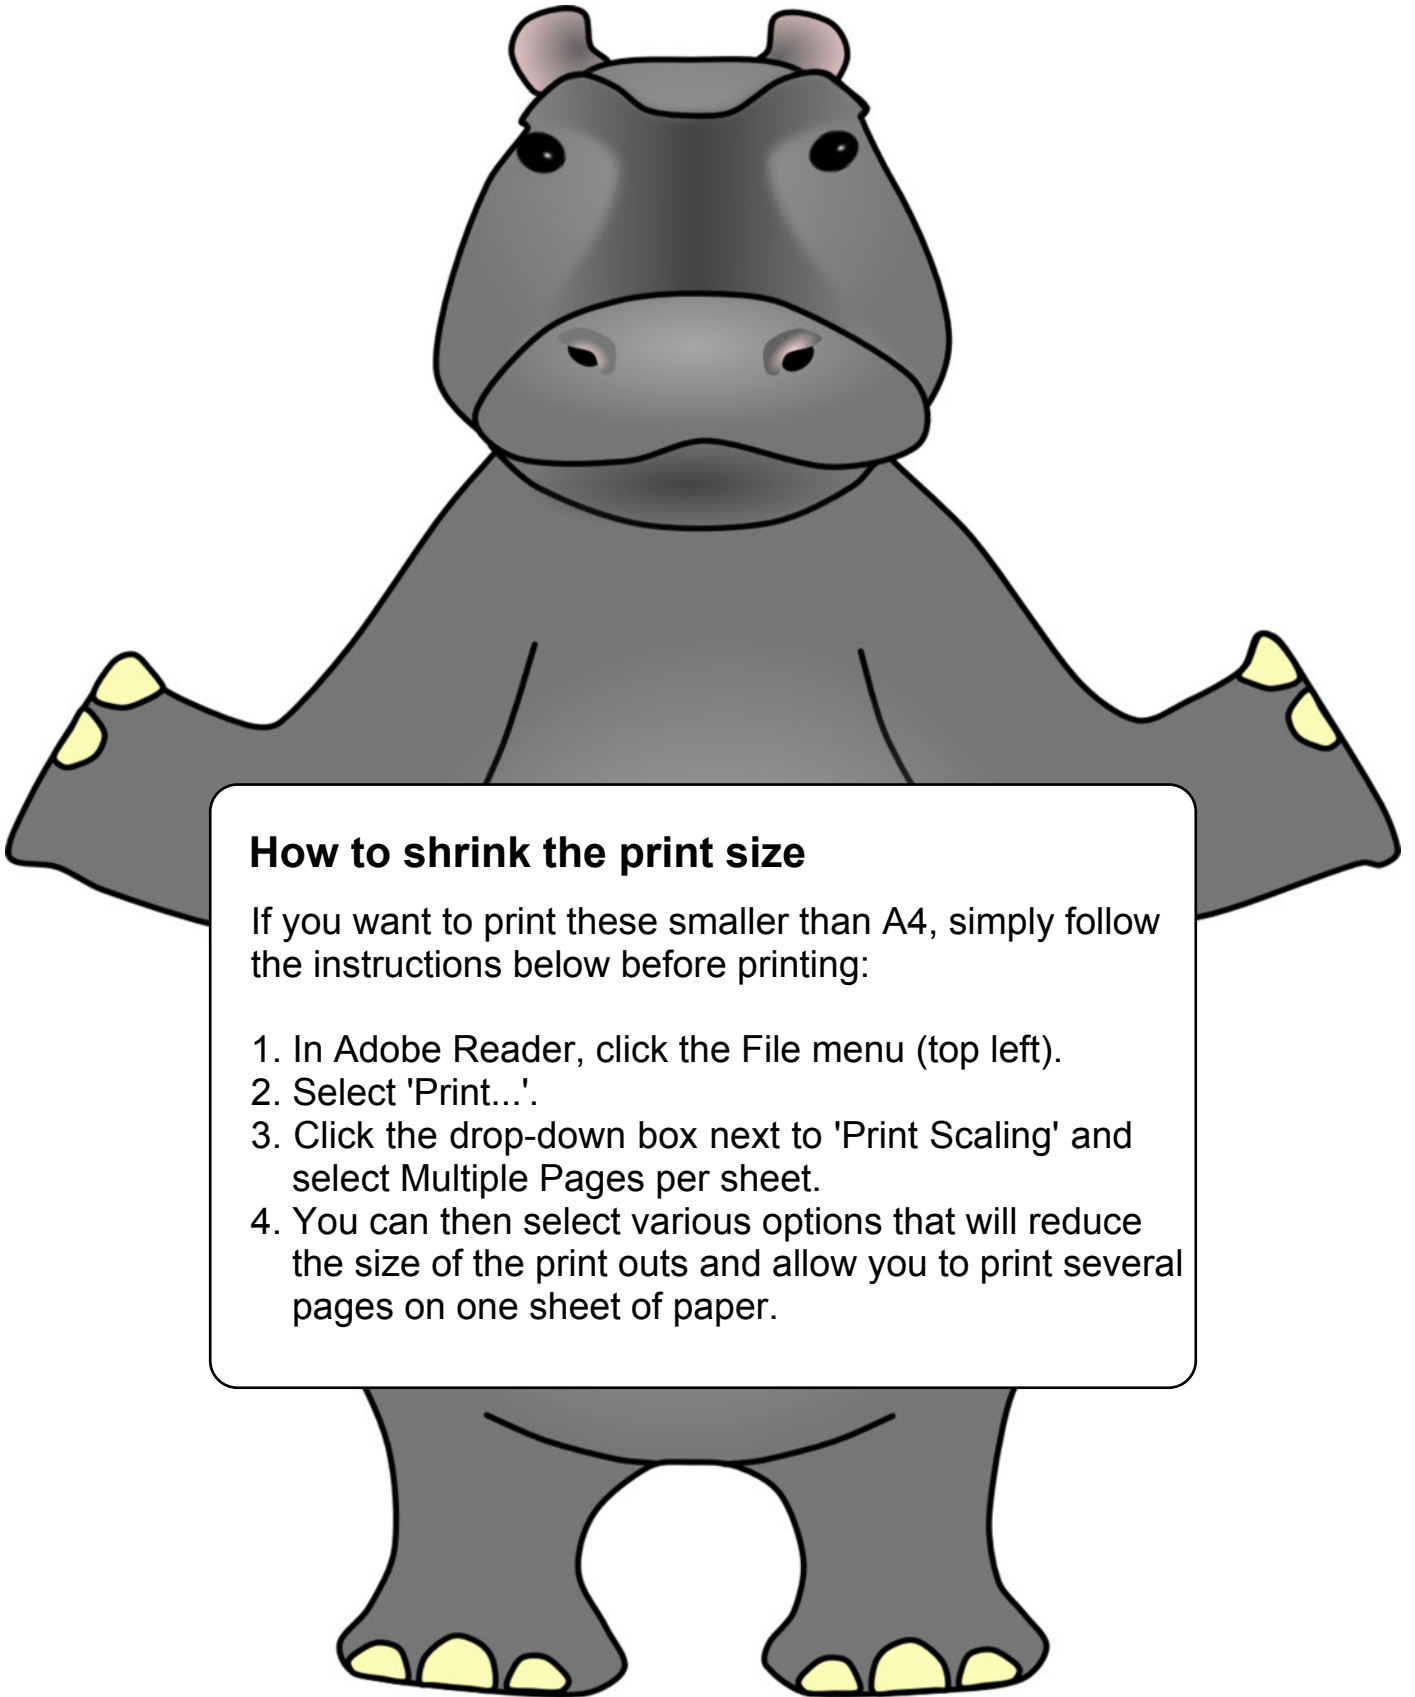 How to shrink the print size
If you want to print these smaller than A4, simply follow
the instructions below before printing:
1. In Adobe Reader, click the File menu (top left).
2. Select 'Print...'.
3. Click the drop-down box next to 'Print Scaling' and
select Multiple Pages per sheet.
4. You can then select various options that will reduce
the size of the print outs and allow you to print several
pages on one sheet of paper.